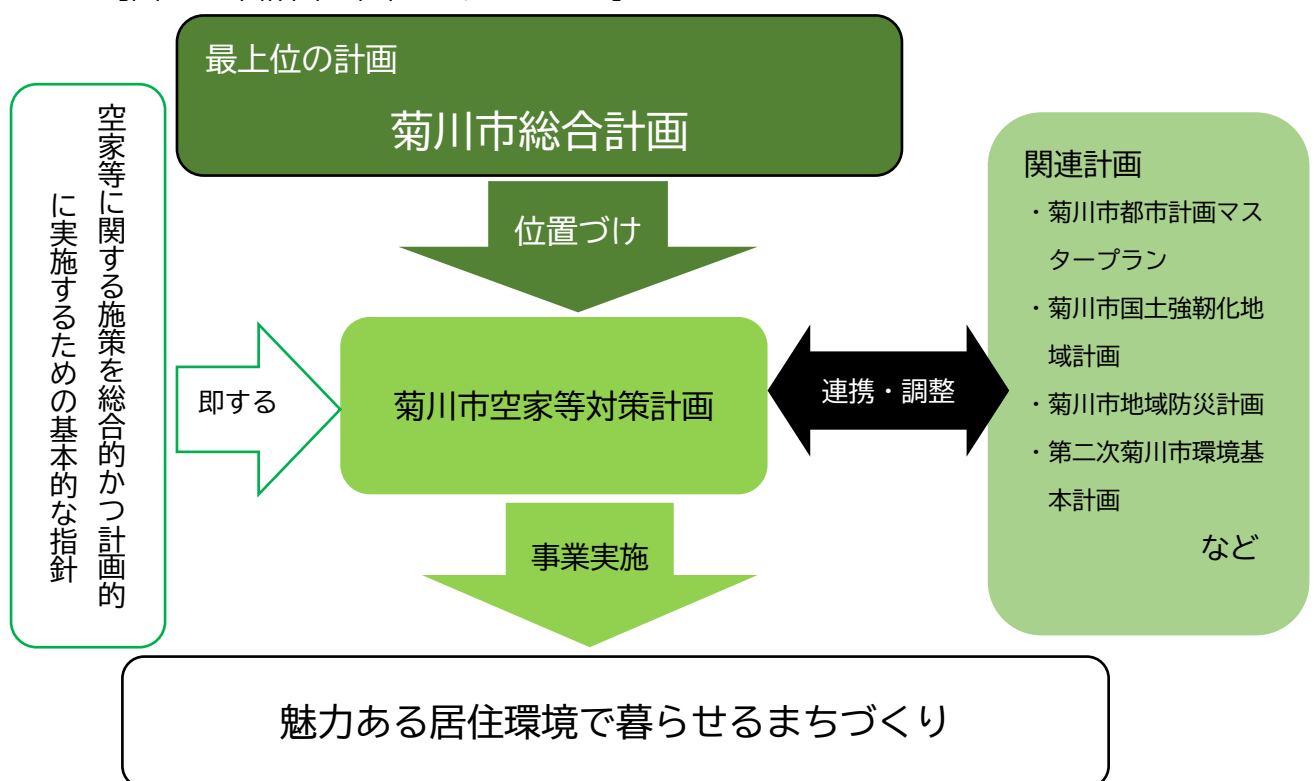 最上位の計画
菊川市総合計画
位置づけ
空家等に関する施策を総合的かつ計画的
に実施するための基本的な指針
即する
菊川市空家等対策計画
連携・調整
関連計画
・菊川市都市計画マス
タープラン
・菊川市国土強靭化地
域計画
・菊川市地域防災計画
・第二次菊川市環境基
本計画
など
事業実施
魅力ある居住環境で暮らせるまちづくり